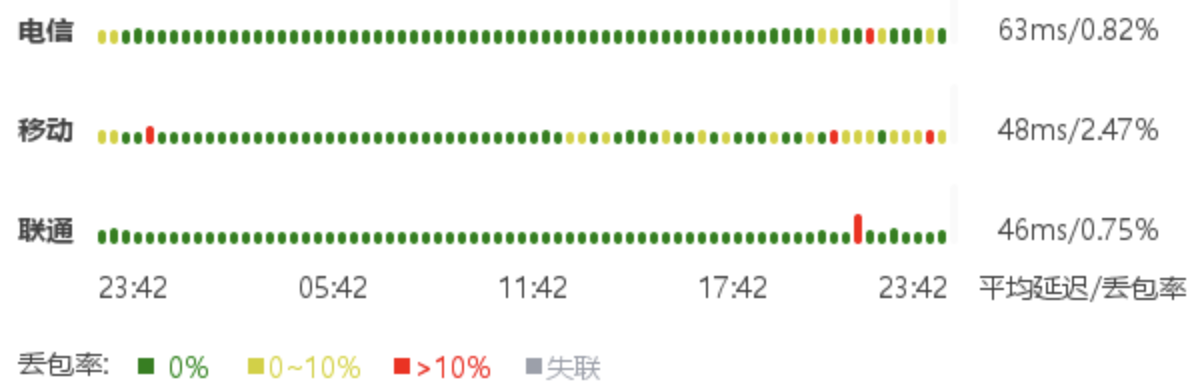 电信 63ms/0.82%
移动 48ms/2.47%
联通 46ms/0.75%
23:42 05:42 11:42 17:42 23:42 平均延迟/丢包率
丢包率: 0% 0~10% >10% 失联